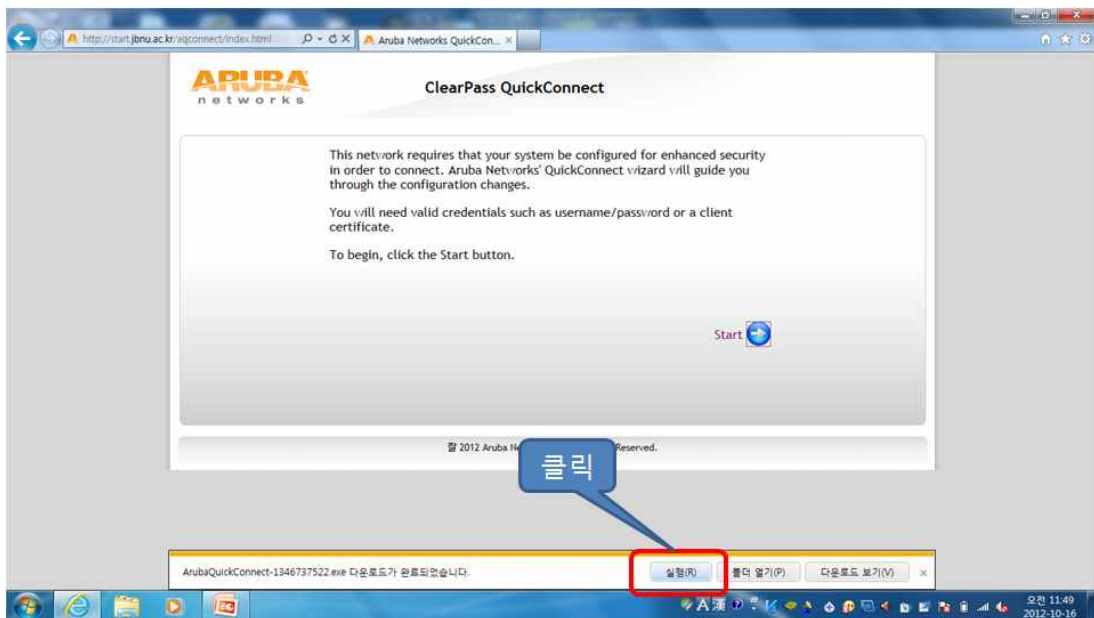 http://start.jbnu.ac.kr/aqconnect/index.html
Aruba Networks QuickCon...
ARUBA
networks
ClearPass QuickConnect
This network requires that your system be configured for enhanced security
in order to connect. Aruba Networks' QuickConnect wizard will guide you
through the configuration changes.
You will need valid credentials such as username/password or a client
certificate.
To begin, click the Start button.
Start
찰 2012 Aruba Reserved.
클릭
ArubaQuickConnect-1346737522.exe 다운로드가 완료되었습니다.
실행(R)
폴더 열기(P)
다운로드 보기(V)
A 漢
오전 11:49
2012-10-16